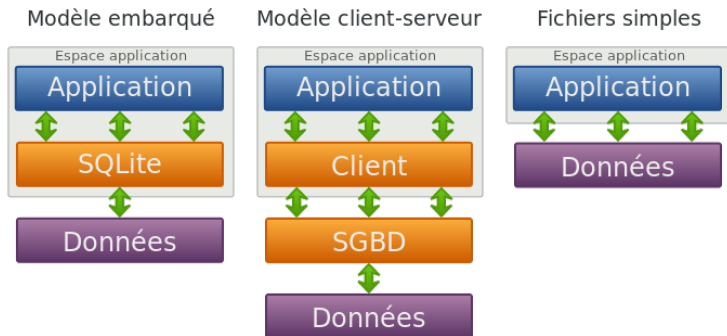 Modèle embarqué
Espace application
Application
SQLite
Données
Modèle client-serveur
Espace application
Application
Client
SGBD
Données
Fichiers simples
Espace application
Application
Données